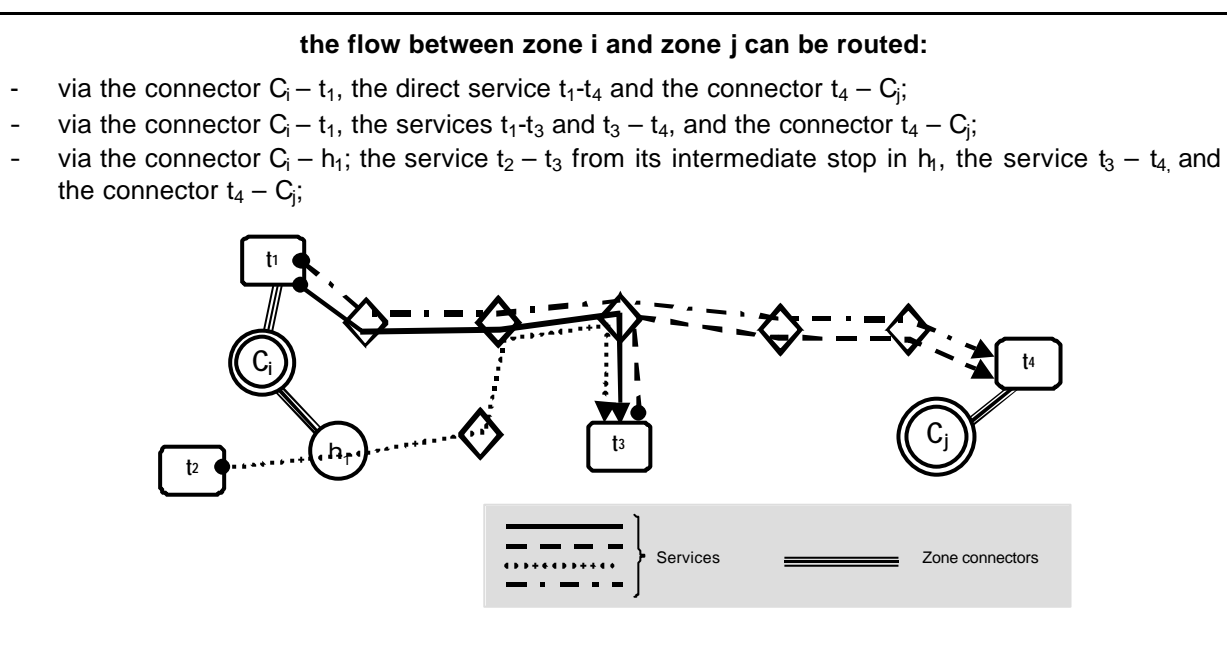 the flow between zone i and zone j can be routed:
- via the connector Ci – t1, the direct service t1-t4 and the connector t4 – Cj;
- via the connector Ci – t1, the services t1-t3 and t3 – t4, and the connector t4 – Cj;
- via the connector Ci – h1; the service t2 – t3 from its intermediate stop in h1, the service t3 – t4, and
the connector t4 – Cj;
t1
Ci
t4
h1
t3
Cj
t2
Services
Zone connectors